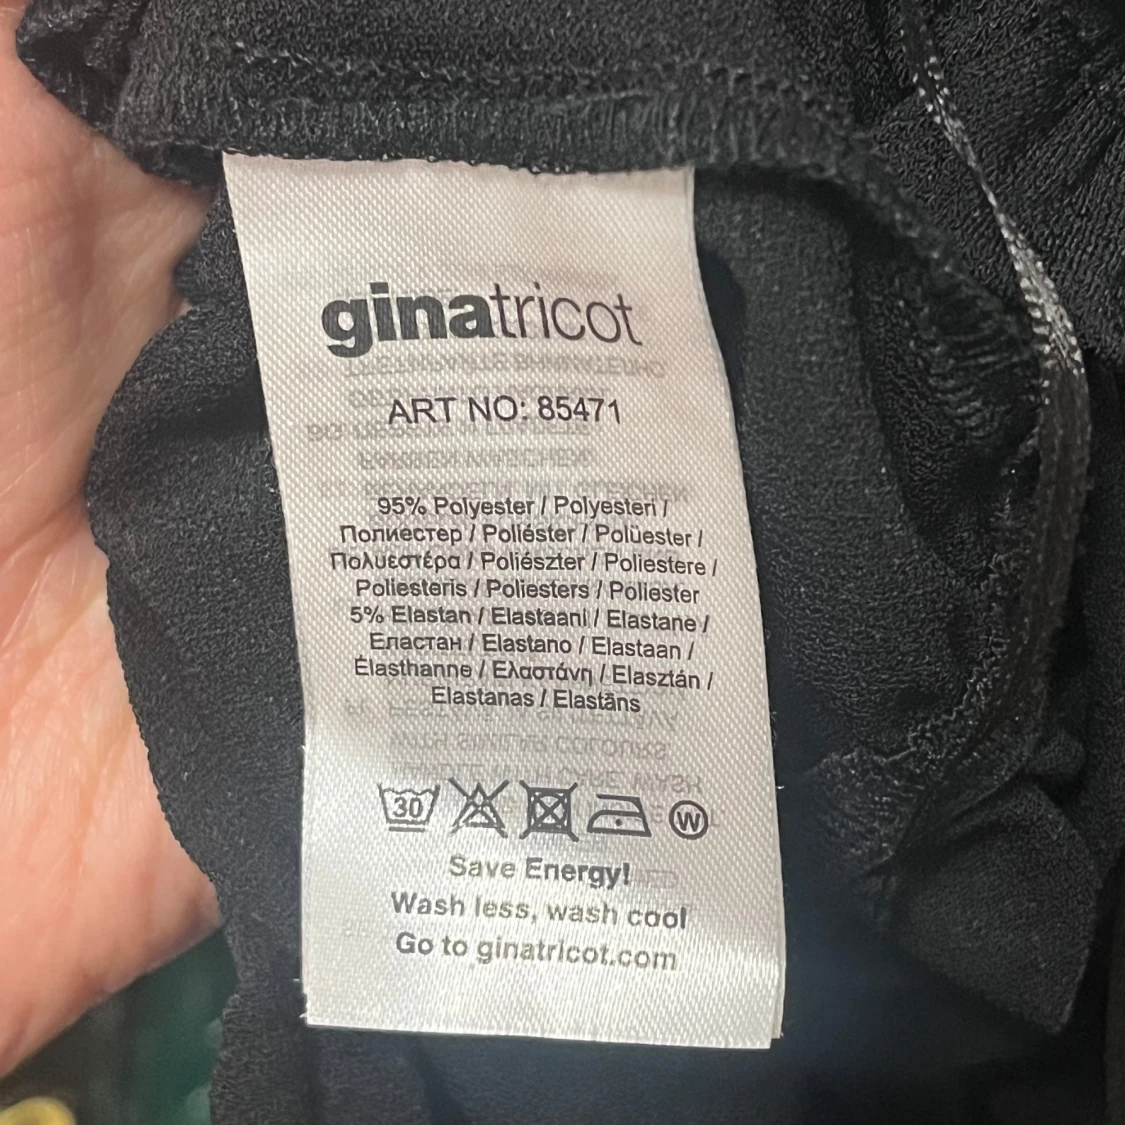 ginatricot
ART NO: 85471
95% Polyester / Polyesteri /
Полиестер / Poliéster / Polüester /
Πολυεστέρα / Poliészter / Poliestere /
Poliesteris / Poliesters / Poliester
5% Elastan / Elastaani / Elastane /
Еластан / Elastano / Elastaan /
Élasthanne / Ελαστάνη / Elasztán /
Elastanas / Elastāns
30
W
Save Energy!
Wash less, wash cool
Go to ginatricot.com